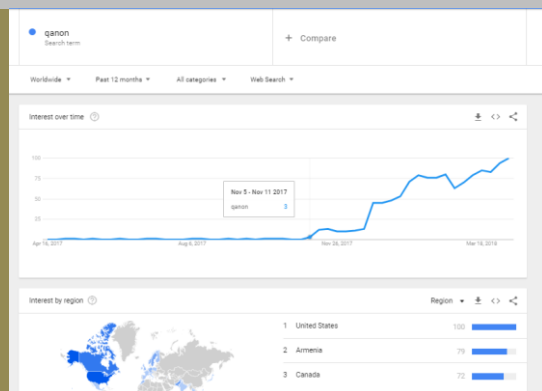 qanon
Search term
+ Compare
Worldwide
Past 12 months
All categories
Web Search
Interest over time
100
75
50
25
Nov 5 - Nov 11 2017
qanon 3
Apr 16, 2017
Aug 6, 2017
Nov 26, 2017
Mar 18, 2018
Interest by region
Region
1 United States 100
2 Armenia 79
3 Canada 72